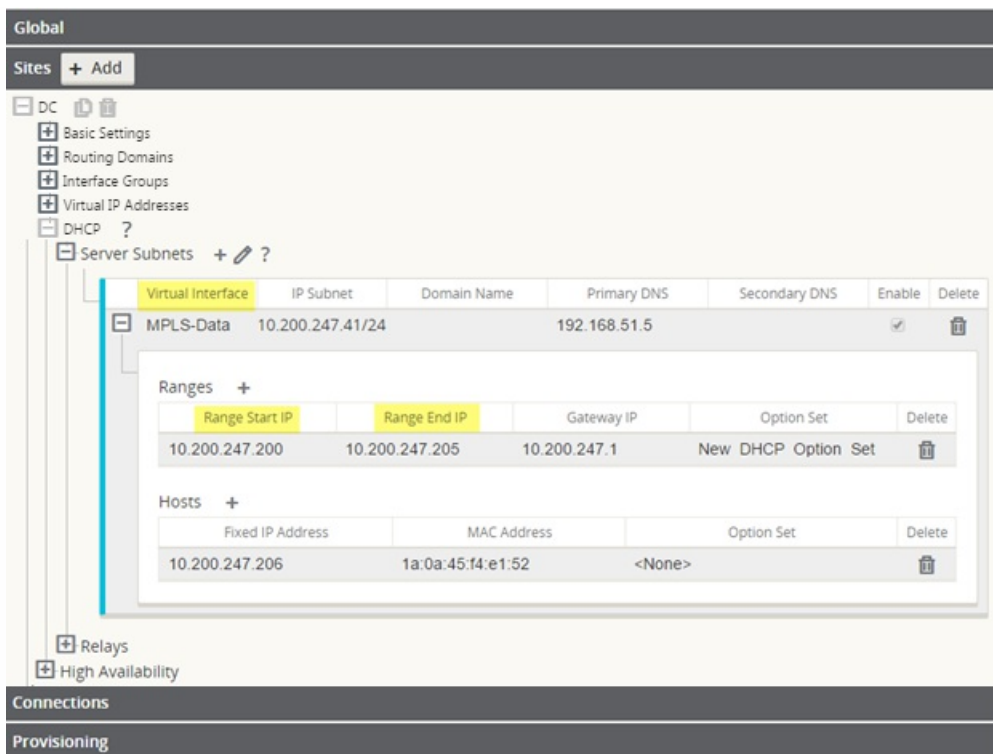 Global
Sites + Add
DC
Basic Settings
Routing Domains
Interface Groups
Virtual IP Addresses
DHCP ?
Server Subnets + ?
Virtual Interface IP Subnet Domain Name Primary DNS Secondary DNS Enable Delete
MPLS-Data 10.200.247.41/24 192.168.51.5
Ranges +
Range Start IP Range End IP Gateway IP Option Set Delete
10.200.247.200 10.200.247.205 10.200.247.1 New DHCP Option Set
Hosts +
Fixed IP Address MAC Address Option Set Delete
10.200.247.206 1a:0a:45:f4:e1:52 <None>
Relays
High Availability
Connections
Provisioning